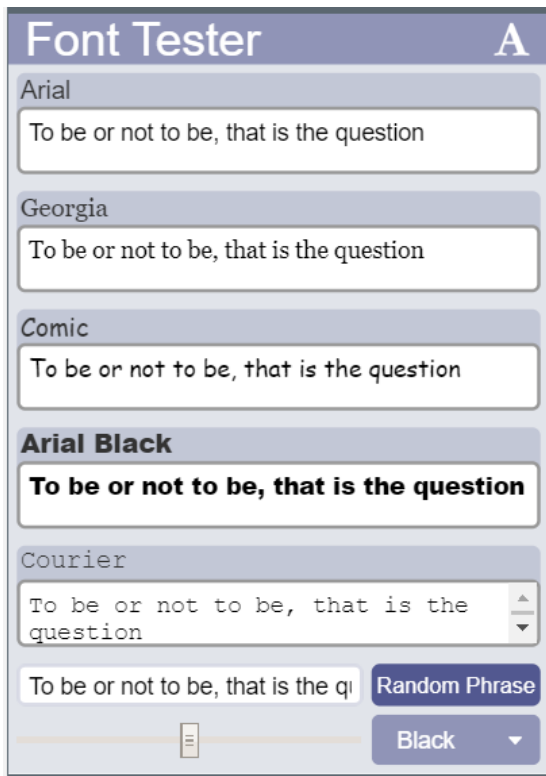 Font Tester A
Arial
To be or not to be, that is the question
Georgia
To be or not to be, that is the question
Comic
To be or not to be, that is the question
Arial Black
To be or not to be, that is the question
Courier
To be or not to be, that is the
question
To be or not to be, that is the qu Random Phrase
Black